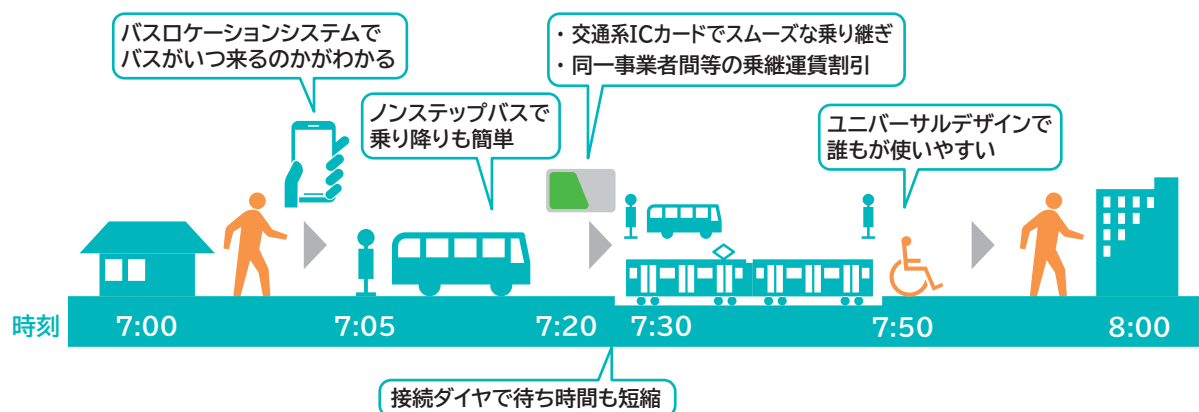 バスロケーションシステムで
バスがいつ来るのかがわかる
・交通系ICカードでスムーズな乗り継ぎ
・同一事業者間等の乗継運賃割引
ノンステップバスで
乗り降りも簡単
ユニバーサルデザインで
誰もが使いやすい
時刻 7:00 7:05 7:20 7:30 7:50 8:00
接続ダイヤで待ち時間も短縮